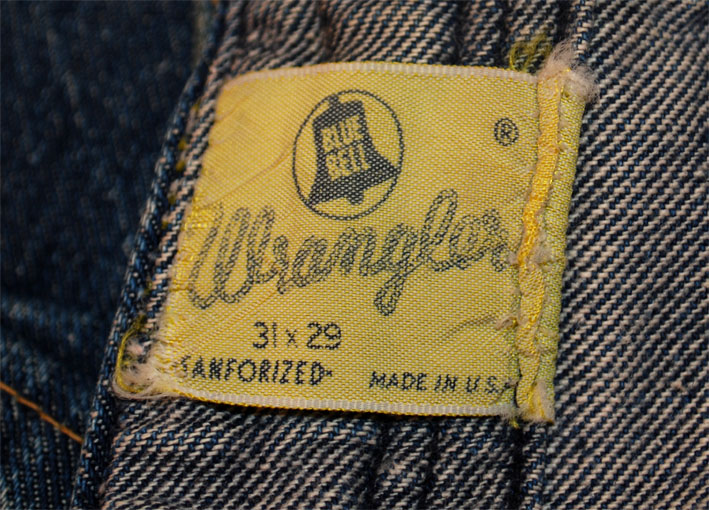 BLUE
BELL
®
Wrangler
31 x 29
SANFORIZED
MADE IN U.S.A